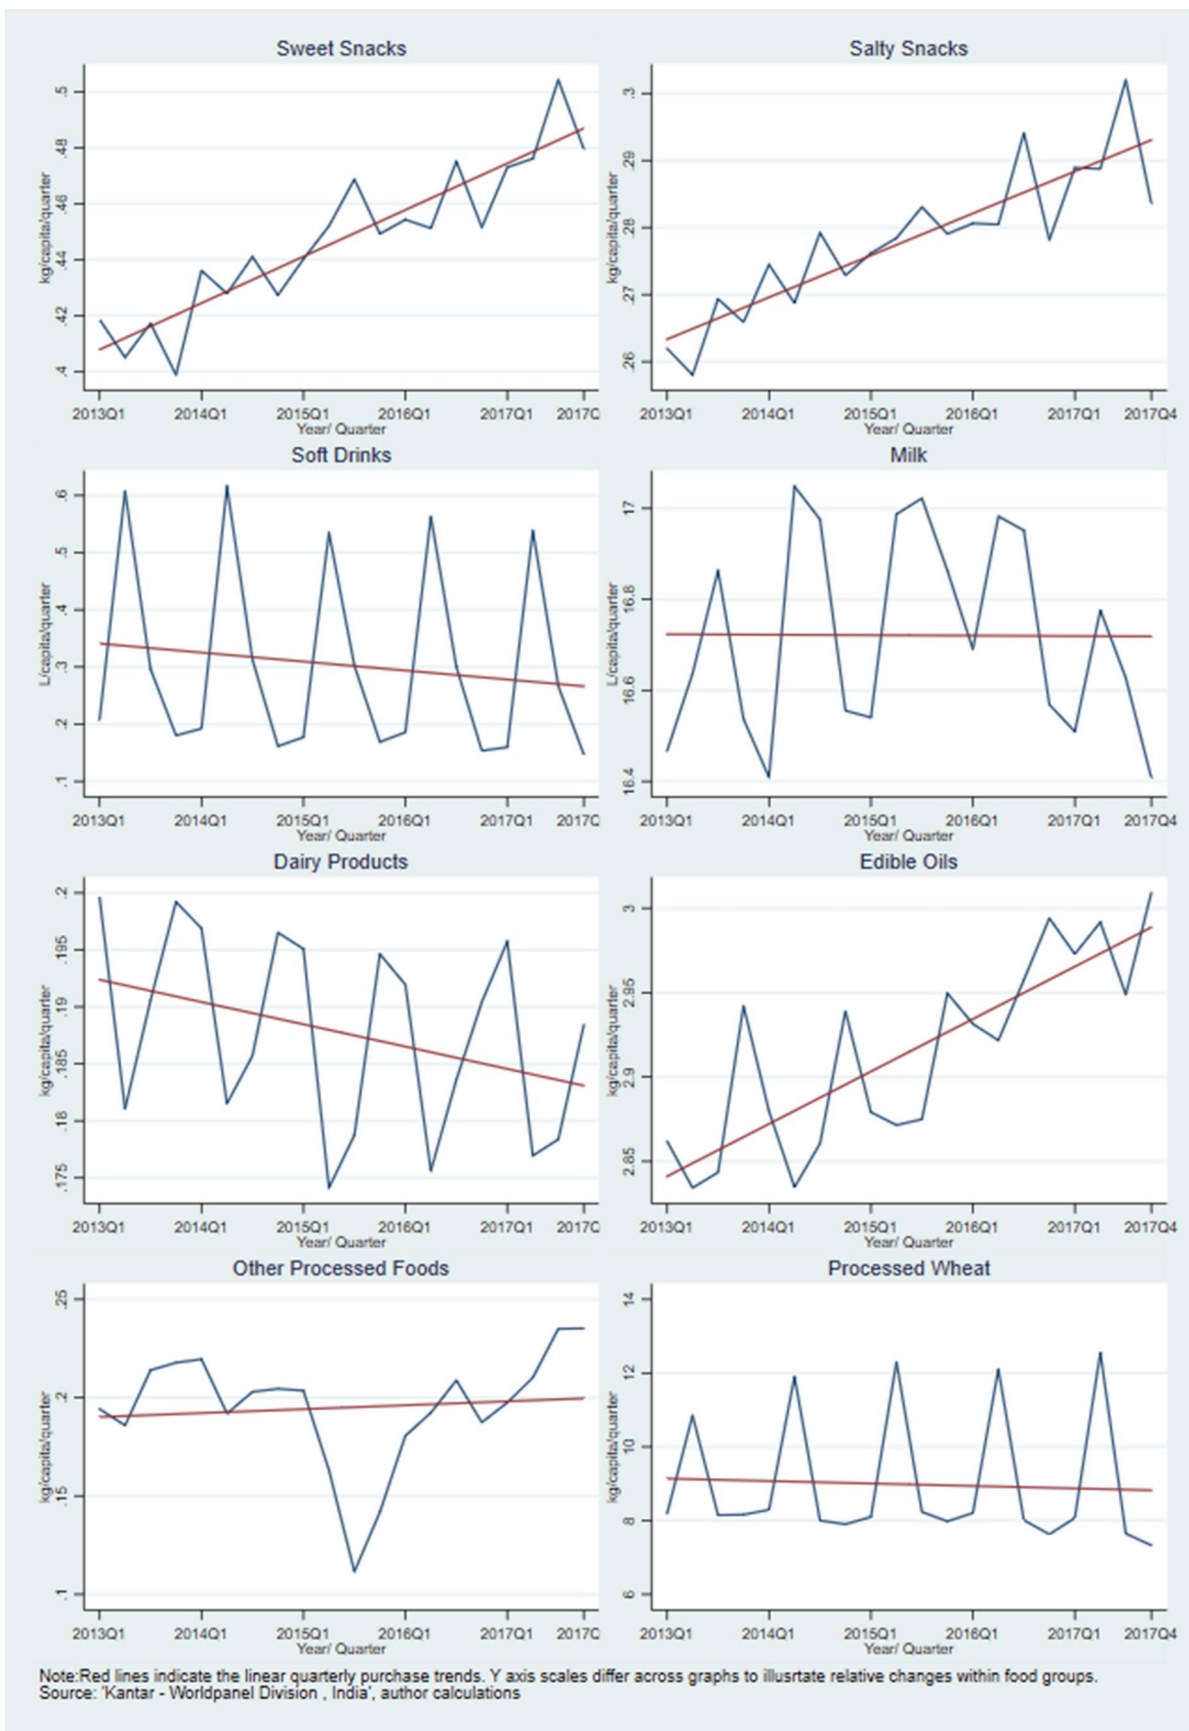 Sweet Snacks
kg/capita/quarter
.5
.48
.46
.44
.42
.4
2013Q1 2014Q1 2015Q1 2016Q1 2017Q1 2017Q
Year/ Quarter
Salty Snacks
kg/capita/quarter
.3
.29
.28
.27
.26
2013Q1 2014Q1 2015Q1 2016Q1 2017Q1 2017Q4
Year/ Quarter
Soft Drinks
L/capita/quarter
.6
.5
.4
.3
.2
.1
2013Q1 2014Q1 2015Q1 2016Q1 2017Q1 2017Q
Year/ Quarter
Milk
L/capita/quarter
17
16.8
16.6
16.4
2013Q1 2014Q1 2015Q1 2016Q1 2017Q1 2017Q4
Year/ Quarter
Dairy Products
kg/capita/quarter
.2
.195
.19
.185
.18
.175
2013Q1 2014Q1 2015Q1 2016Q1 2017Q1 2017Q
Year/ Quarter
Edible Oils
kg/capita/quarter
3
2.95
2.9
2.85
2013Q1 2014Q1 2015Q1 2016Q1 2017Q1 2017Q4
Year/ Quarter
Other Processed Foods
kg/capita/quarter
.25
.2
.15
.1
2013Q1 2014Q1 2015Q1 2016Q1 2017Q1 2017Q
Year/ Quarter
Processed Wheat
kg/capita/quarter
14
12
10
8
6
2013Q1 2014Q1 2015Q1 2016Q1 2017Q1 2017Q4
Year/ Quarter
Note:Red lines indicate the linear quarterly purchase trends. Y axis scales differ across graphs to illusrtate relative changes within food groups.
Source: 'Kantar - Worldpanel Division , India', author calculations